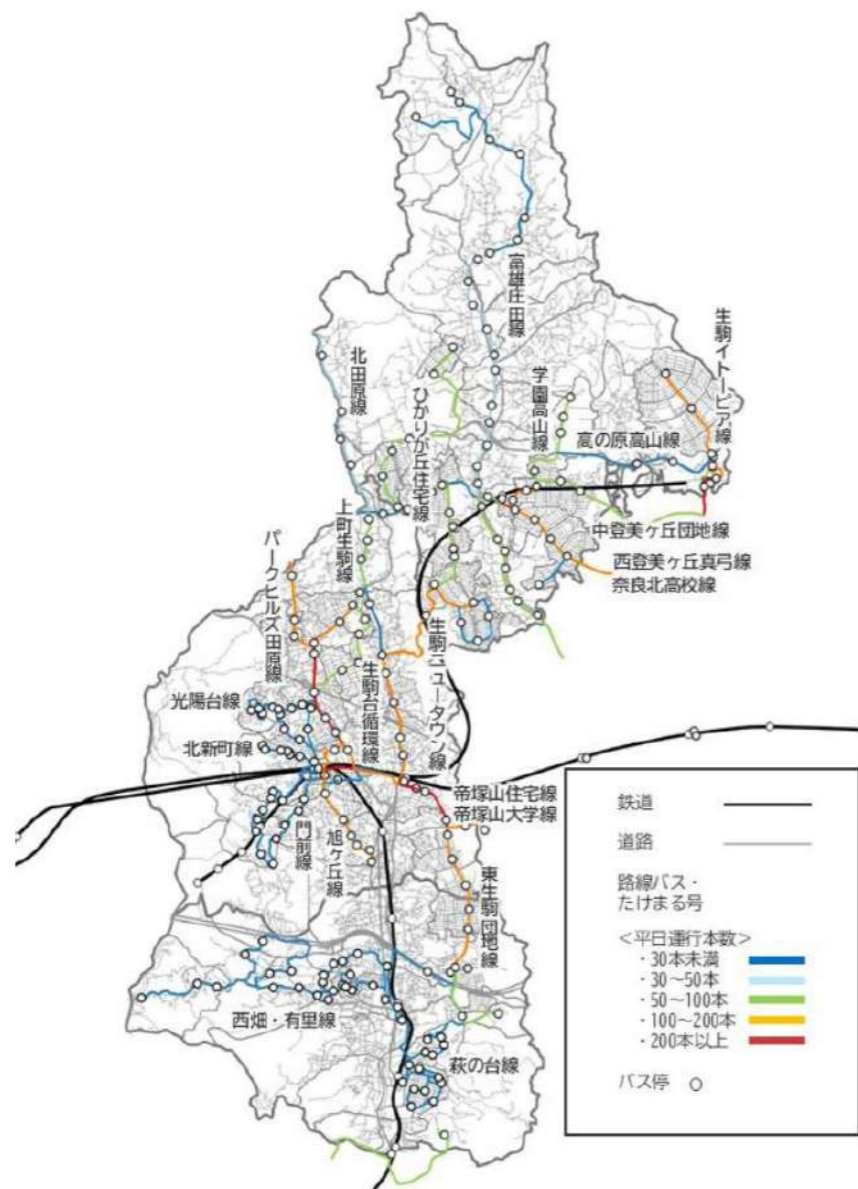 富雄庄田線
生駒イトーピア線
北田原線
ひかりが丘住宅線
学園高山線
高の原高山線
上町生駒線
中登美ヶ丘団地線
西登美ヶ丘真弓線
奈良北高校線
パークヒルズ田原線
生駒ニュータウン線
生駒台循環線
光陽台線
北新町線
帝塚山住宅線
帝塚山大学線
門前線
旭ヶ丘線
東生駒団地線
西畑・有里線
萩の台線
鉄道
道路
路線バス・
たけまる号
<平日運行本数>
・30本未満
・30~50本
・50~100本
・100~200本
・200本以上
バス停